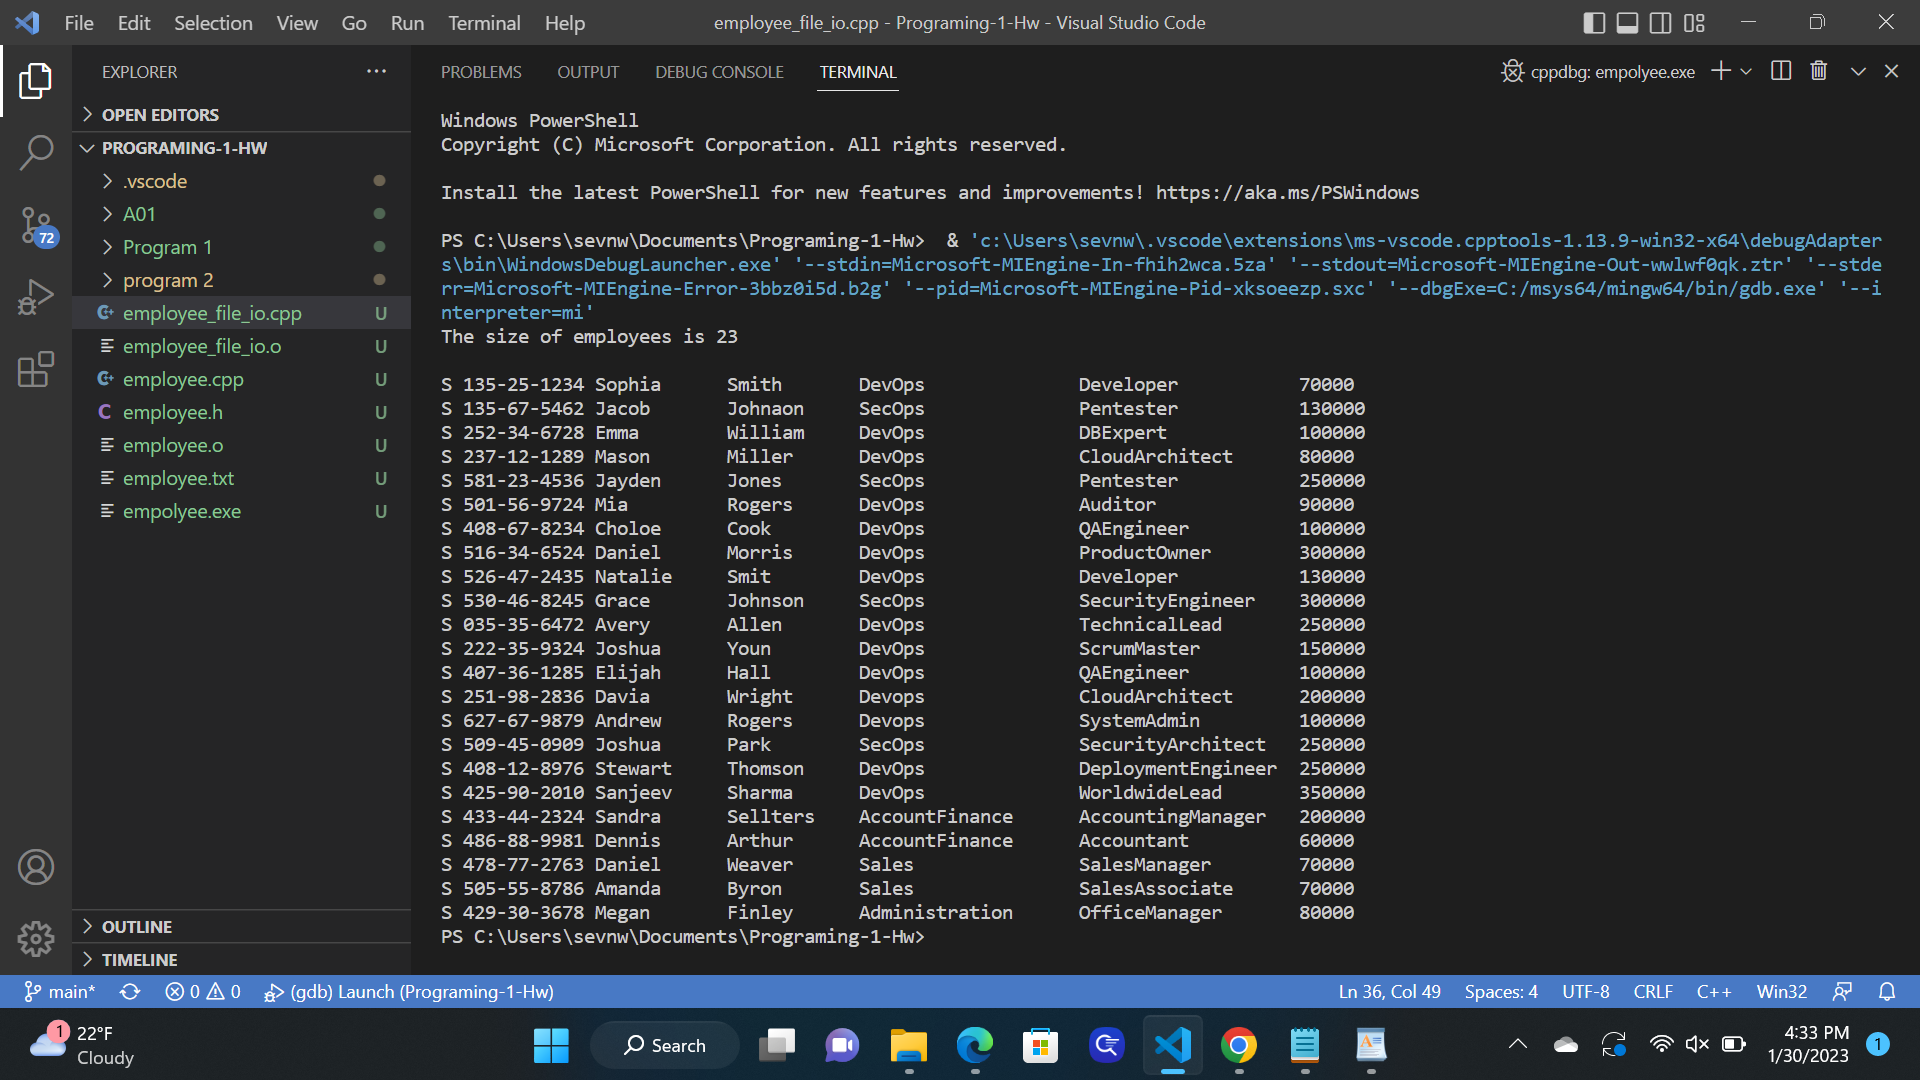 File Edit Selection View Go Run Terminal Help employee_file_io.cpp - Programing-1-Hw - Visual Studio Code
EXPLORER
OPEN EDITORS
PROGRAMING-1-HW
.vscode
A01
Program 1
program 2
employee_file_io.cpp U
employee_file_io.o U
employee.cpp U
employee.h U
employee.o U
employee.txt U
empolyee.exe U
OUTLINE
TIMELINE
72
PROBLEMS OUTPUT DEBUG CONSOLE TERMINAL cppdbg: empolyee.exe
Windows PowerShell
Copyright (C) Microsoft Corporation. All rights reserved.
Install the latest PowerShell for new features and improvements! https://aka.ms/PSWindows
PS C:\Users\sevnw\Documents\Programing-1-Hw>  & 'c:\Users\sevnw\.vscode\extensions\ms-vscode.cpptools-1.13.9-win32-x64\debugAdapter
s\bin\WindowsDebugLauncher.exe' '--stdin=Microsoft-MIEngine-In-fhih2wca.5za' '--stdout=Microsoft-MIEngine-Out-wwlwf0qk.ztr' '--stde
rr=Microsoft-MIEngine-Error-3bbz0i5d.b2g' '--pid=Microsoft-MIEngine-Pid-xksoeezp.sxc' '--dbgExe=C:/msys64/mingw64/bin/gdb.exe' '--i
nterpreter=mi'
The size of employees is 23
S 135-25-1234 Sophia Smith DevOps Developer 70000
S 135-67-5462 Jacob Johnaon SecOps Pentester 130000
S 252-34-6728 Emma William DevOps DBExpert 100000
S 237-12-1289 Mason Miller DevOps CloudArchitect 80000
S 581-23-4536 Jayden Jones SecOps Pentester 250000
S 501-56-9724 Mia Rogers DevOps Auditor 90000
S 408-67-8234 Choloe Cook DevOps QAEngineer 100000
S 516-34-6524 Daniel Morris DevOps ProductOwner 300000
S 526-47-2435 Natalie Smit DevOps Developer 130000
S 530-46-8245 Grace Johnson SecOps SecurityEngineer 300000
S 035-35-6472 Avery Allen DevOps TechnicalLead 250000
S 222-35-9324 Joshua Youn DevOps ScrumMaster 150000
S 407-36-1285 Elijah Hall DevOps QAEngineer 100000
S 251-98-2836 Davia Wright Devops CloudArchitect 200000
S 627-67-9879 Andrew Rogers Devops SystemAdmin 100000
S 509-45-0909 Joshua Park SecOps SecurityArchitect 250000
S 408-12-8976 Stewart Thomson DevOps DeploymentEngineer 250000
S 425-90-2010 Sanjeev Sharma DevOps WorldwideLead 350000
S 433-44-2324 Sandra Sellters AccountFinance AccountingManager 200000
S 486-88-9981 Dennis Arthur AccountFinance Accountant 60000
S 478-77-2763 Daniel Weaver Sales SalesManager 70000
S 505-55-8786 Amanda Byron Sales SalesAssociate 70000
S 429-30-3678 Megan Finley Administration OfficeManager 80000
PS C:\Users\sevnw\Documents\Programing-1-Hw>
main* 0 0 (gdb) Launch (Programing-1-Hw) Ln 36, Col 49 Spaces: 4 UTF-8 CRLF C++ Win32
1 22°F
Cloudy
Search
4:33 PM
1/30/2023
1